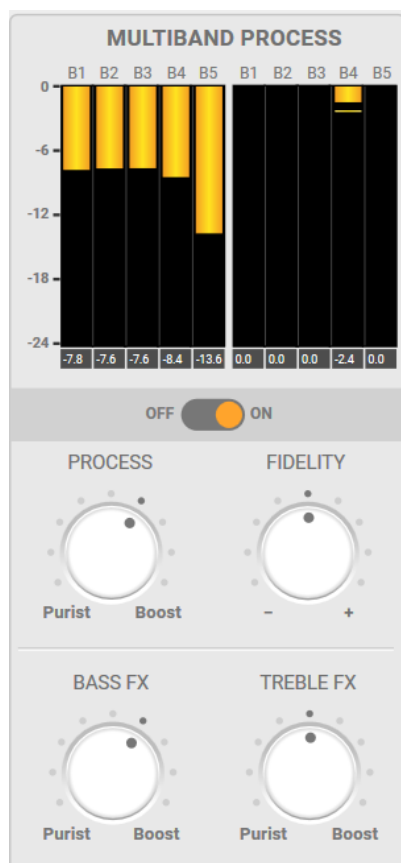 MULTIBAND PROCESS
B1 B2 B3 B4 B5 B1 B2 B3 B4 B5
0
-6
-12
-18
-24
-7.8 -7.6 -7.6 -8.4 -13.6 0.0 0.0 0.0 -2.4 0.0
OFF ON
PROCESS FIDELITY
Purist Boost − +
BASS FX TREBLE FX
Purist Boost Purist Boost